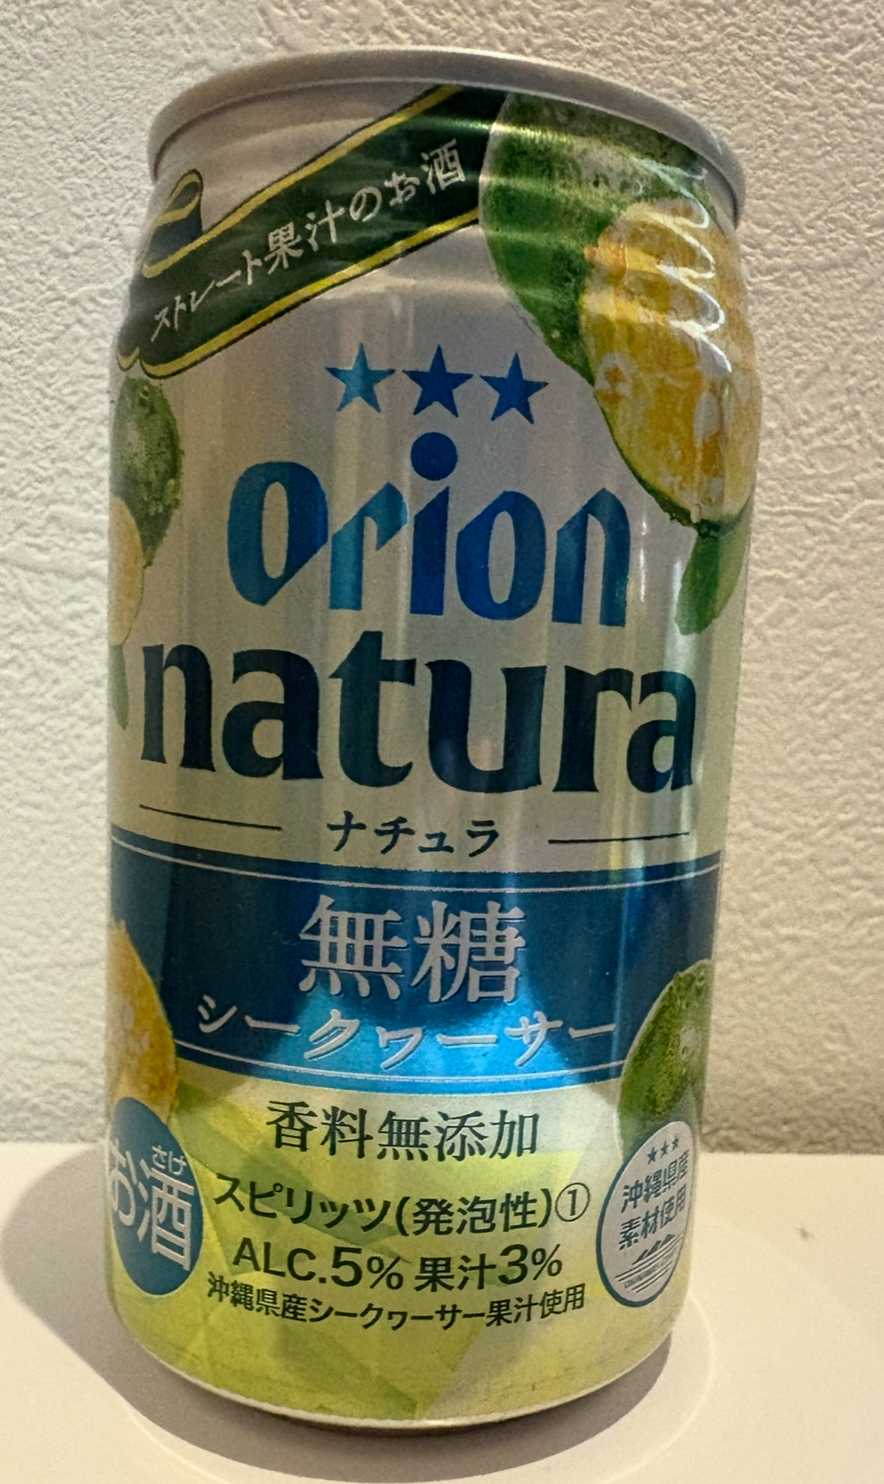 ストレート果汁のお酒
Orion
natura
ナチュラ
無糖
シークヮーサー
香料無添加
お酒
さけ
スピリッツ(発泡性)①
ALC.5% 果汁3%
沖縄県産シークヮーサー果汁使用
沖縄県産
素材使用